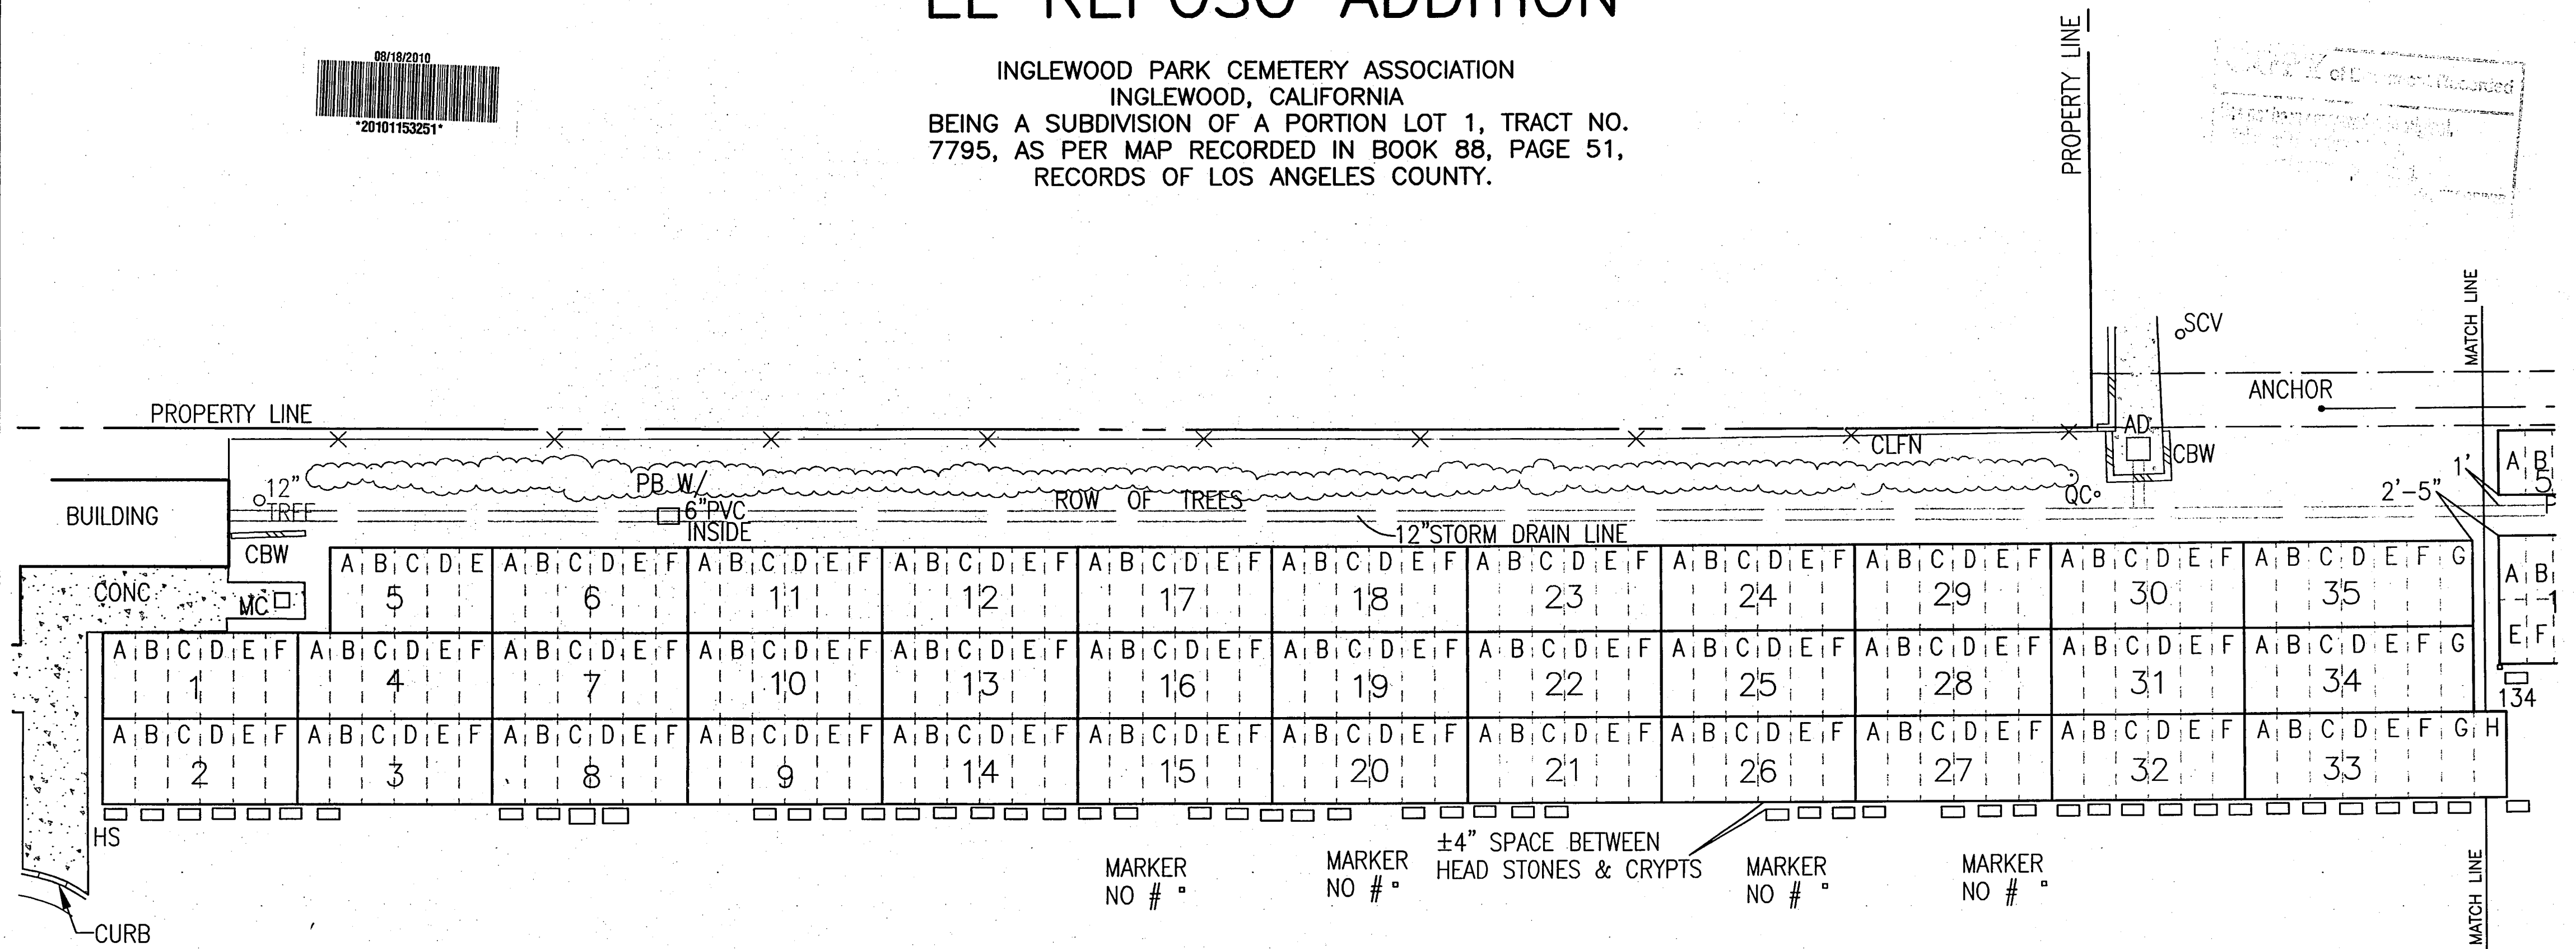 EL REPOSO ADDITION
08/18/2010
*20101153251*
INGLEWOOD PARK CEMETERY ASSOCIATION
INGLEWOOD, CALIFORNIA
BEING A SUBDIVISION OF A PORTION LOT 1, TRACT NO.
7795, AS PER MAP RECORDED IN BOOK 88, PAGE 51,
RECORDS OF LOS ANGELES COUNTY.
PROPERTY LINE
MATCH LINE
SCV
ANCHOR
PROPERTY LINE
AD
CLFN
CBW
1'
2'-5"
A B
5
BUILDING
12"
TREE
PB W/
6"PVC
INSIDE
ROW OF TREES
QC
12"STORM DRAIN LINE
CBW
CONC
MC
A B C D E A B C D E F A B C D E F A B C D E F A B C D E F A B C D E F A B C D E F A B C D E F A B C D E F A B C D E F A B C D E F G
5 6 11 12 17 18 23 24 29 30 35
A B
1
E F
A B C D E F A B C D E F A B C D E F A B C D E F A B C D E F A B C D E F A B C D E F A B C D E F A B C D E F A B C D E F A B C D E F A B C D E F G
1 4 7 10 13 16 19 22 25 28 31 34
134
A B C D E F A B C D E F A B C D E F A B C D E F A B C D E F A B C D E F A B C D E F A B C D E F A B C D E F A B C D E F A B C D E F A B C D E F G H
2 3 8 9 14 15 20 21 26 27 32 33
HS
±4" SPACE BETWEEN
HEAD STONES & CRYPTS
MARKER
NO #
MARKER
NO #
MARKER
NO #
MARKER
NO #
MATCH LINE
CURB